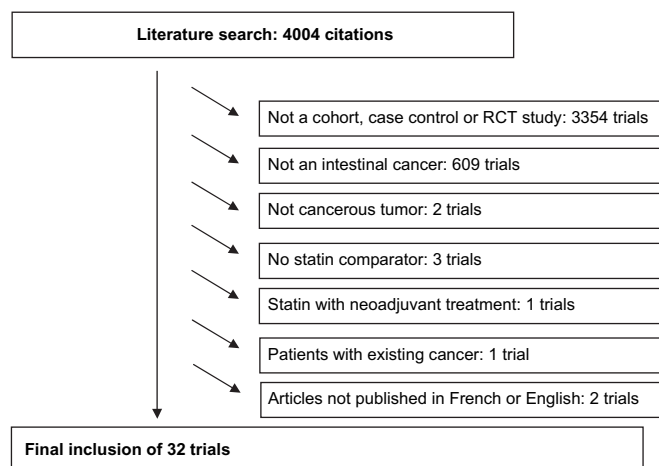 Literature search: 4004 citations
Not a cohort, case control or RCT study: 3354 trials
Not an intestinal cancer: 609 trials
Not cancerous tumor: 2 trials
No statin comparator: 3 trials
Statin with neoadjuvant treatment: 1 trials
Patients with existing cancer: 1 trial
Articles not published in French or English: 2 trials
Final inclusion of 32 trials